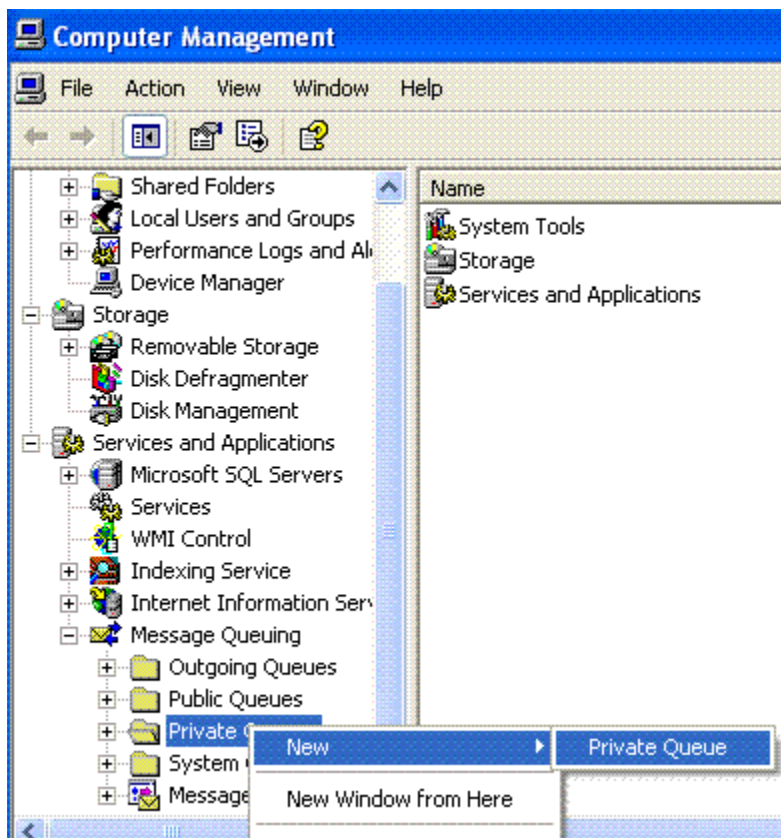 Computer Management
File Action View Window Help
Shared Folders
Local Users and Groups
Performance Logs and Al
Device Manager
Storage
Removable Storage
Disk Defragmenter
Disk Management
Services and Applications
Microsoft SQL Servers
Services
WMI Control
Indexing Service
Internet Information Serv
Message Queuing
Outgoing Queues
Public Queues
Private
System
Message
Name
System Tools
Storage
Services and Applications
New
Private Queue
New Window from Here